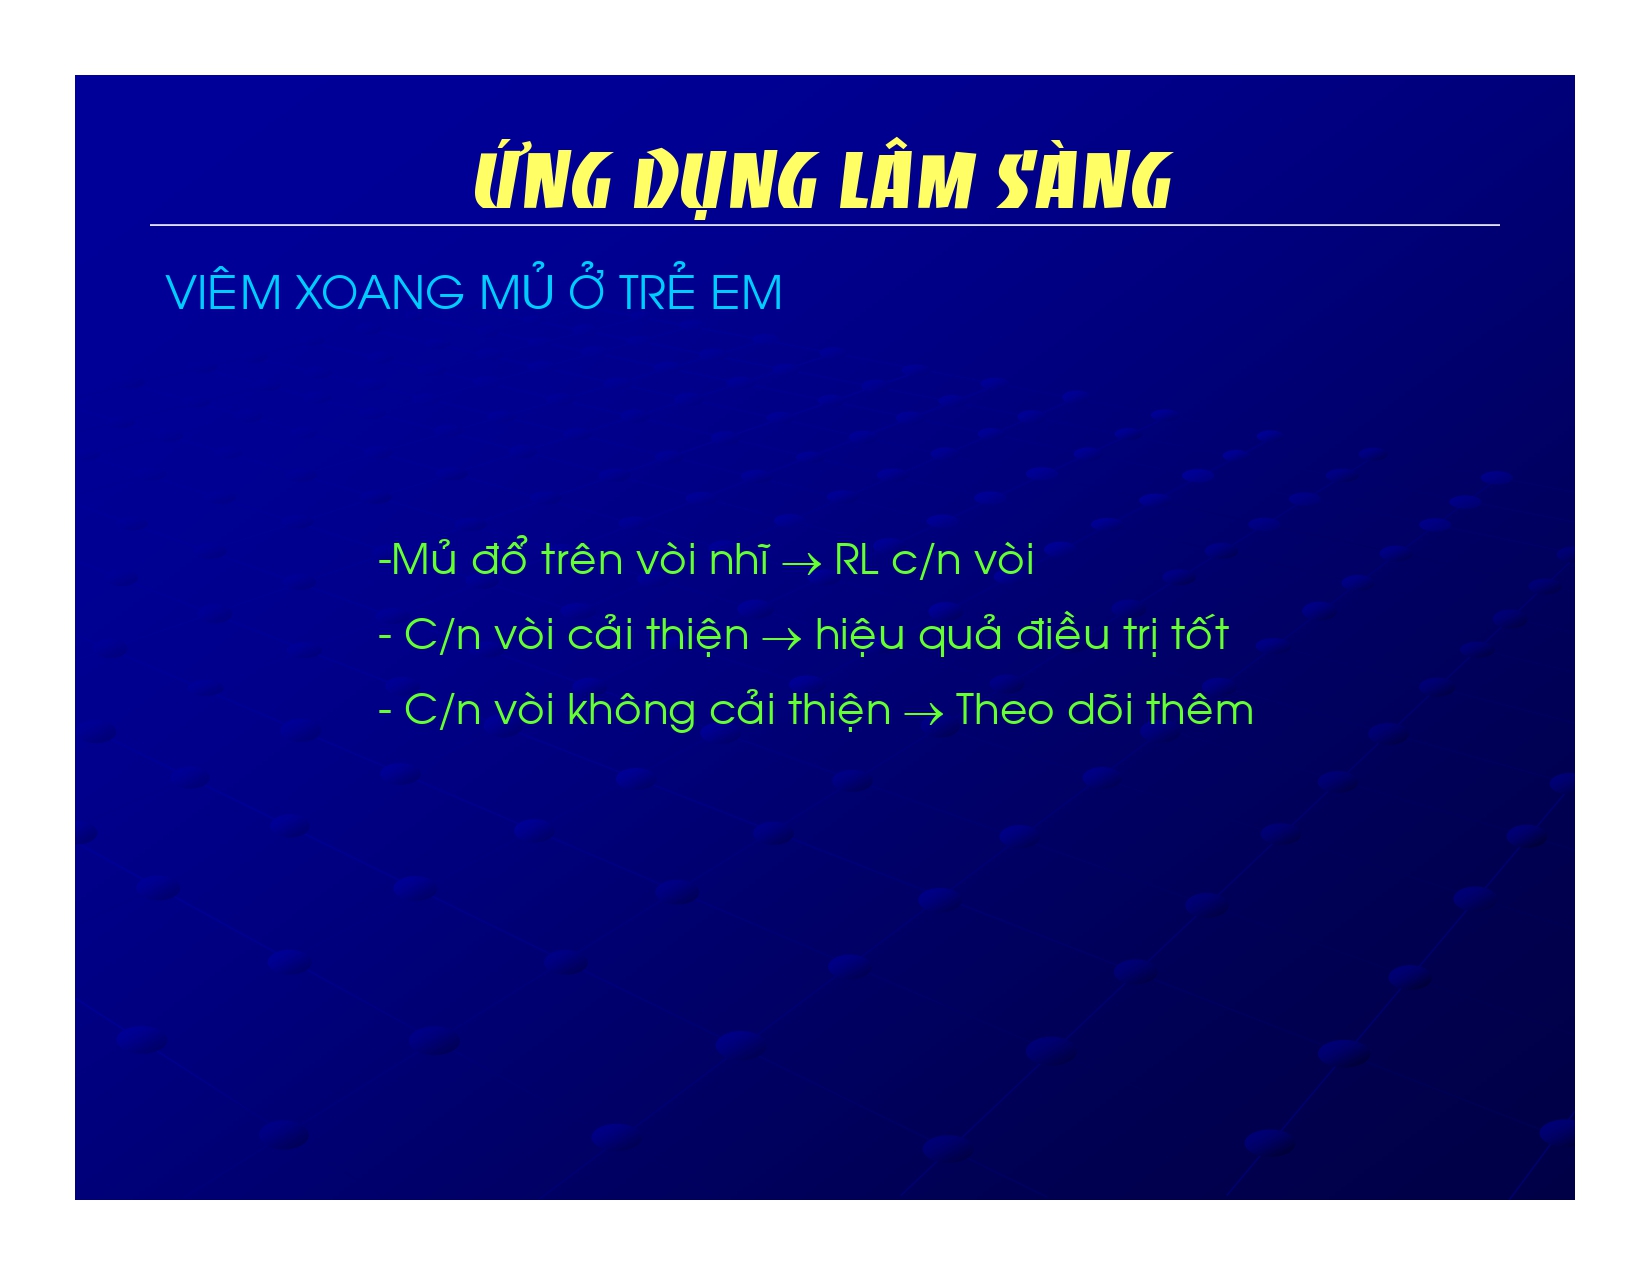 ỨNG DỤNG LÂM SÀNG
VIÊM XOANG MỦ Ở TRẺ EM
-Mủ đổ trên vòi nhĩ → RL c/n vòi
- C/n vòi cải thiện → hiệu quả điều trị tốt
- C/n vòi không cải thiện → Theo dõi thêm